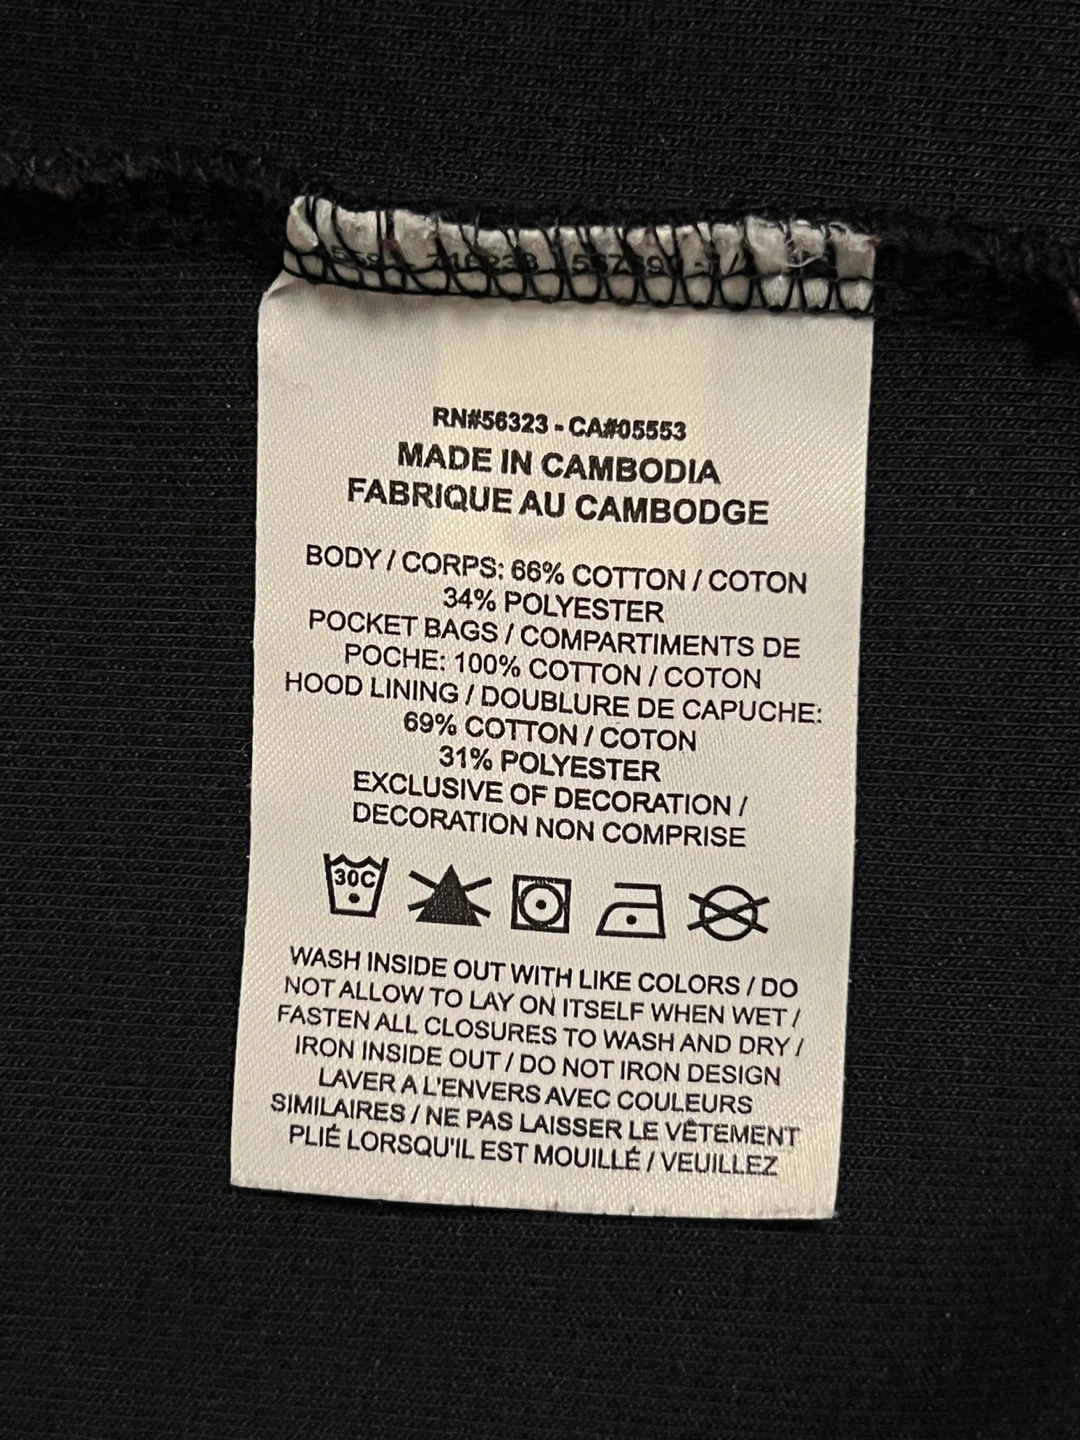 RN#56323 - CA#05553
MADE IN CAMBODIA
FABRIQUE AU CAMBODGE
BODY / CORPS: 66% COTTON / COTON
34% POLYESTER
POCKET BAGS / COMPARTIMENTS DE
POCHE: 100% COTTON / COTON
HOOD LINING / DOUBLURE DE CAPUCHE:
69% COTTON / COTON
31% POLYESTER
EXCLUSIVE OF DECORATION /
DECORATION NON COMPRISE
30C
WASH INSIDE OUT WITH LIKE COLORS / DO
NOT ALLOW TO LAY ON ITSELF WHEN WET /
FASTEN ALL CLOSURES TO WASH AND DRY /
IRON INSIDE OUT / DO NOT IRON DESIGN
LAVER A L'ENVERS AVEC COULEURS
SIMILAIRES / NE PAS LAISSER LE VÊTEMENT
PLIÉ LORSQU'IL EST MOUILLÉ / VEUILLEZ